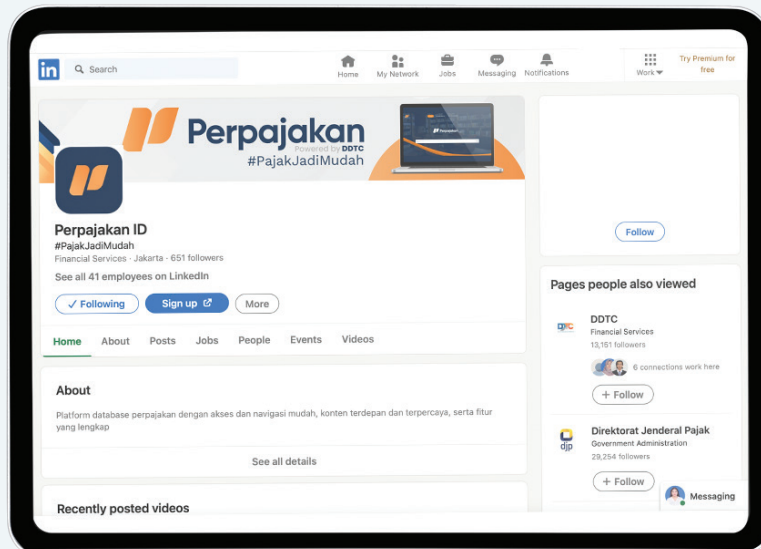 in
Search
Home
My Network
Jobs
Messaging
Notifications
Work
Try Premium for
free
Perpajakan
Powered by DDTC
#PajakJadiMudah
Perpajakan ID
#PajakJadiMudah
Financial Services · Jakarta · 651 followers
See all 41 employees on LinkedIn
✓ Following
Sign up
More
Home
About
Posts
Jobs
People
Events
Videos
About
Platform database perpajakan dengan akses dan navigasi mudah, konten terdepan dan terpercaya, serta fitur
yang lengkap
See all details
Recently posted videos
Follow
Pages people also viewed
DDTC
DDTC
Financial Services
13,151 followers
6 connections work here
+ Follow
djp
Direktorat Jenderal Pajak
Government Administration
29,254 followers
+ Follow
Messaging